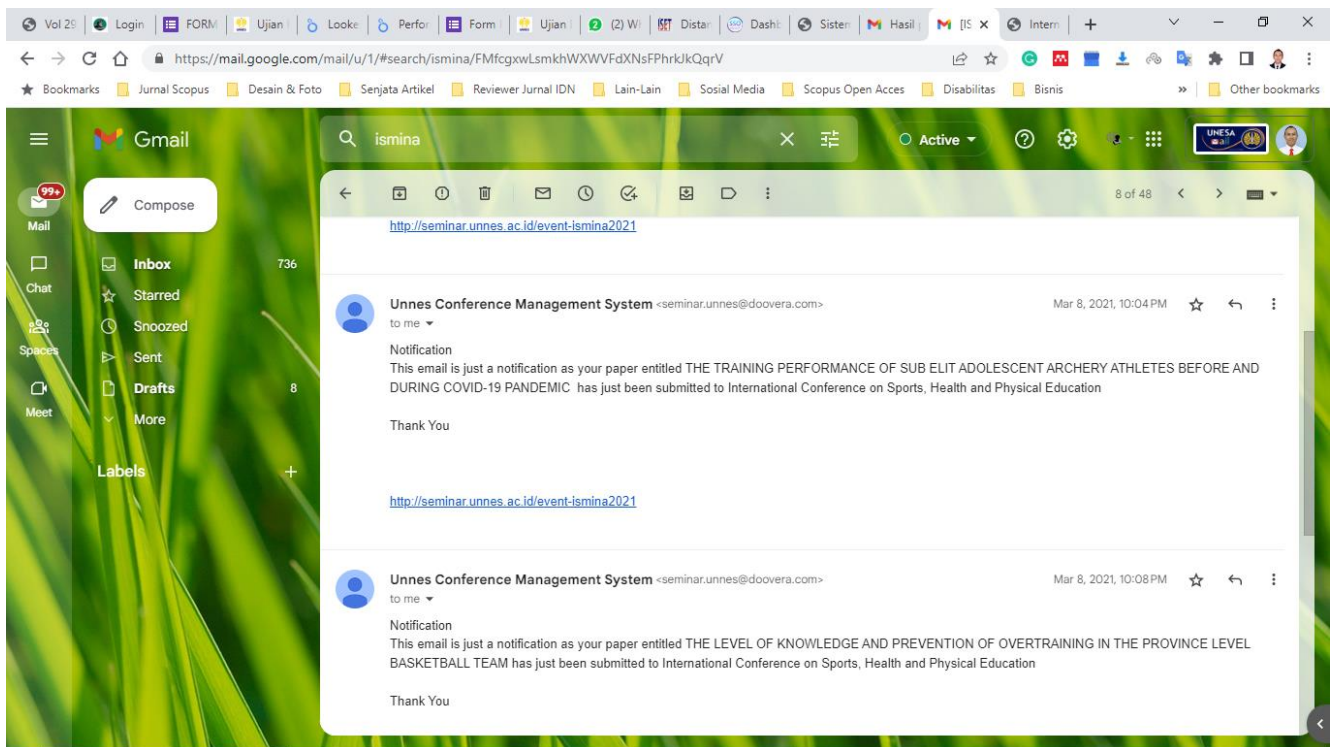 Vol 29 Login FORM Ujian Looke Perfor Form Ujian (2) W Distan Dashb Sistem Hasil [IS Intern
https://mail.google.com/mail/u/1/#search/ismina/FMfcgxwLsmkhWXWVFdXNsFPhrkJkQqrV
Bookmarks Jurnal Scopus Desain & Foto Senjata Artikel Reviewer Jurnal IDN Lain-Lain Sosial Media Scopus Open Acces Disabilitas Bisnis » Other bookmarks
Gmail
ismina
Active
UNESA
99+
Mail
Compose
8 of 48
http://seminar.unnes.ac.id/event-ismina2021
Inbox 736
Chat
Starred
Unnes Conference Management System <seminar.unnes@doovera.com> Mar 8, 2021, 10:04 PM
to me
Snoozed
Spaces
Sent
Notification
This email is just a notification as your paper entitled THE TRAINING PERFORMANCE OF SUB ELIT ADOLESCENT ARCHERY ATHLETES BEFORE AND
DURING COVID-19 PANDEMIC has just been submitted to International Conference on Sports, Health and Physical Education
Drafts 8
Meet
More
Thank You
Labels
http://seminar.unnes.ac.id/event-ismina2021
Unnes Conference Management System <seminar.unnes@doovera.com> Mar 8, 2021, 10:08 PM
to me
Notification
This email is just a notification as your paper entitled THE LEVEL OF KNOWLEDGE AND PREVENTION OF OVERTRAINING IN THE PROVINCE LEVEL
BASKETBALL TEAM has just been submitted to International Conference on Sports, Health and Physical Education
Thank You